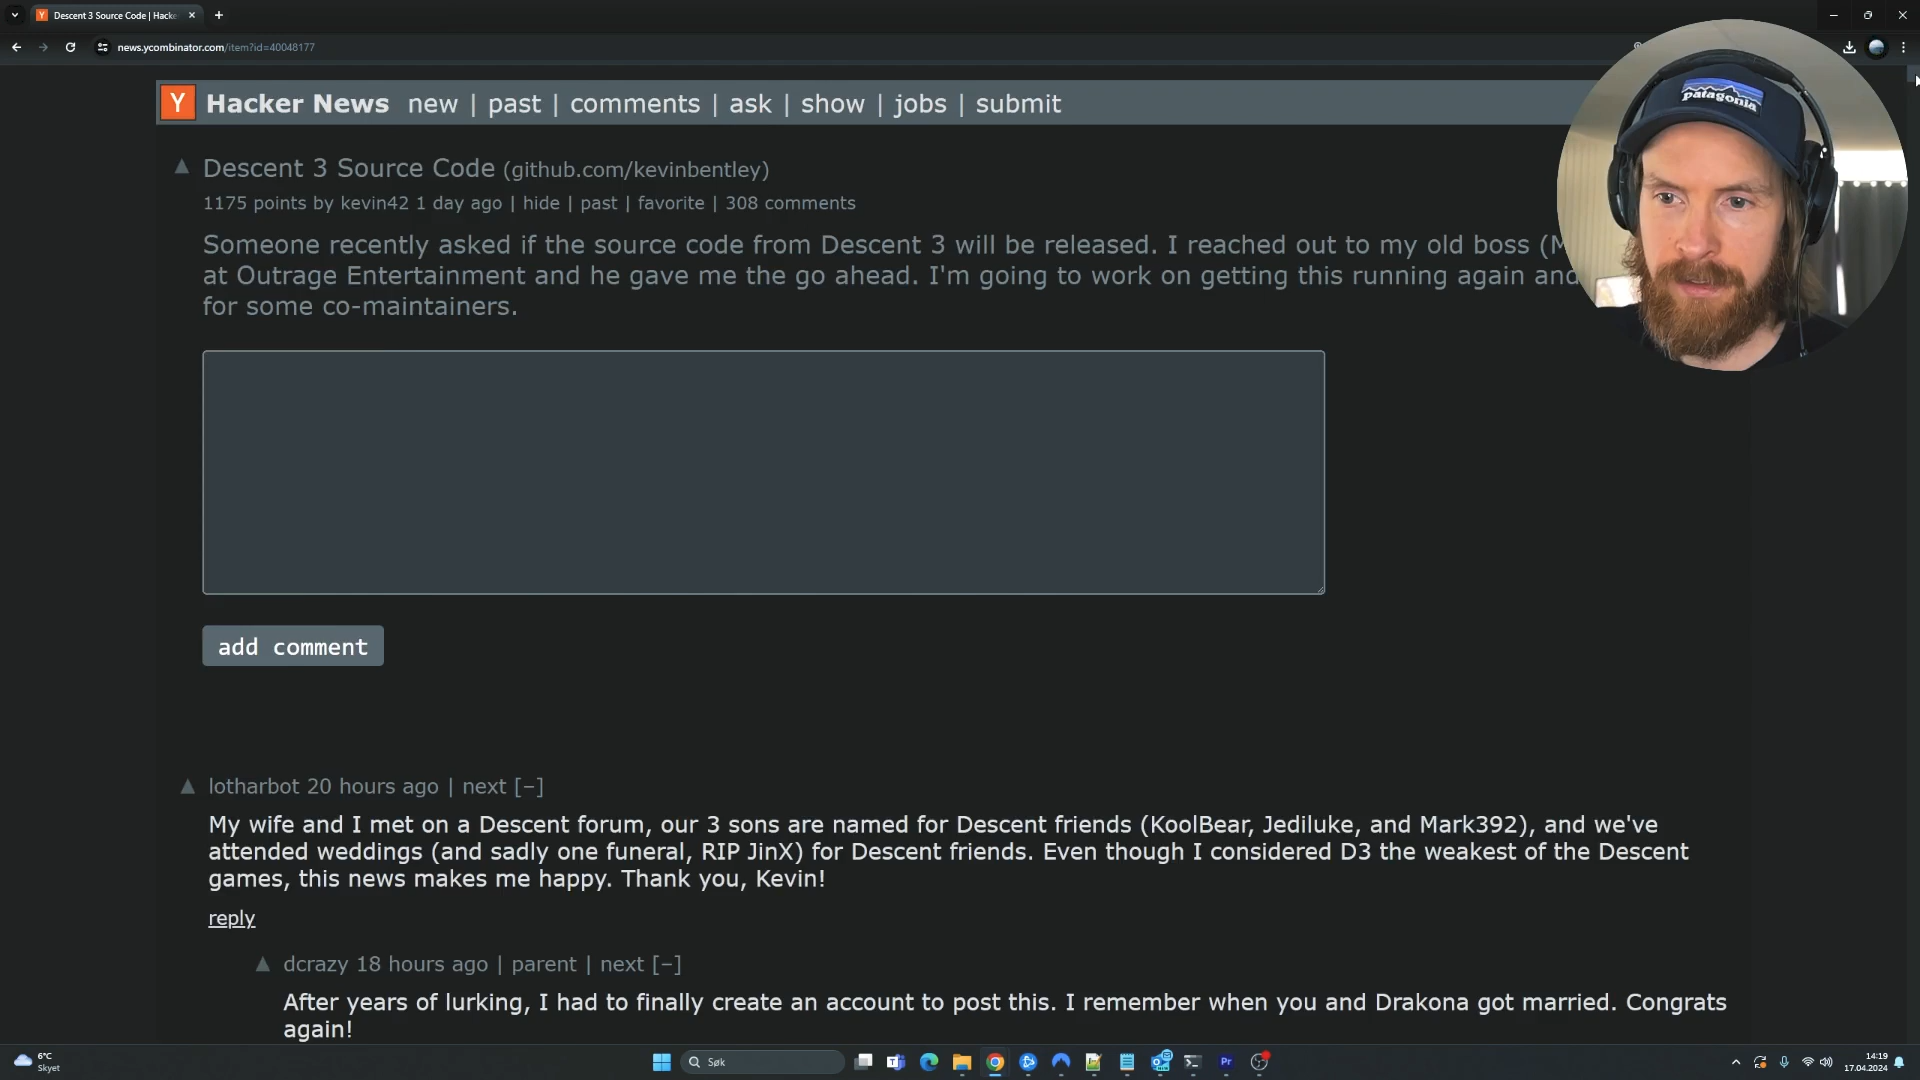 Descent 3 Source Code | Hacke
news.ycombinator.com/item?id=40048177
patagonia
Y Hacker News new | past | comments | ask | show | jobs | submit
Descent 3 Source Code (github.com/kevinbentley)
1175 points by kevin42 1 day ago | hide | past | favorite | 308 comments
Someone recently asked if the source code from Descent 3 will be released. I reached out to my old boss (
at Outrage Entertainment and he gave me the go ahead. I'm going to work on getting this running again and
for some co-maintainers.
add comment
lotharbot 20 hours ago | next [–]
My wife and I met on a Descent forum, our 3 sons are named for Descent friends (KoolBear, Jediluke, and Mark392), and we've
attended weddings (and sadly one funeral, RIP JinX) for Descent friends. Even though I considered D3 the weakest of the Descent
games, this news makes me happy. Thank you, Kevin!
reply
dcrazy 18 hours ago | parent | next [–]
After years of lurking, I had to finally create an account to post this. I remember when you and Drakona got married. Congrats
again!
6°C
Skyet
Søk
Pr
14:19
17.04.2024